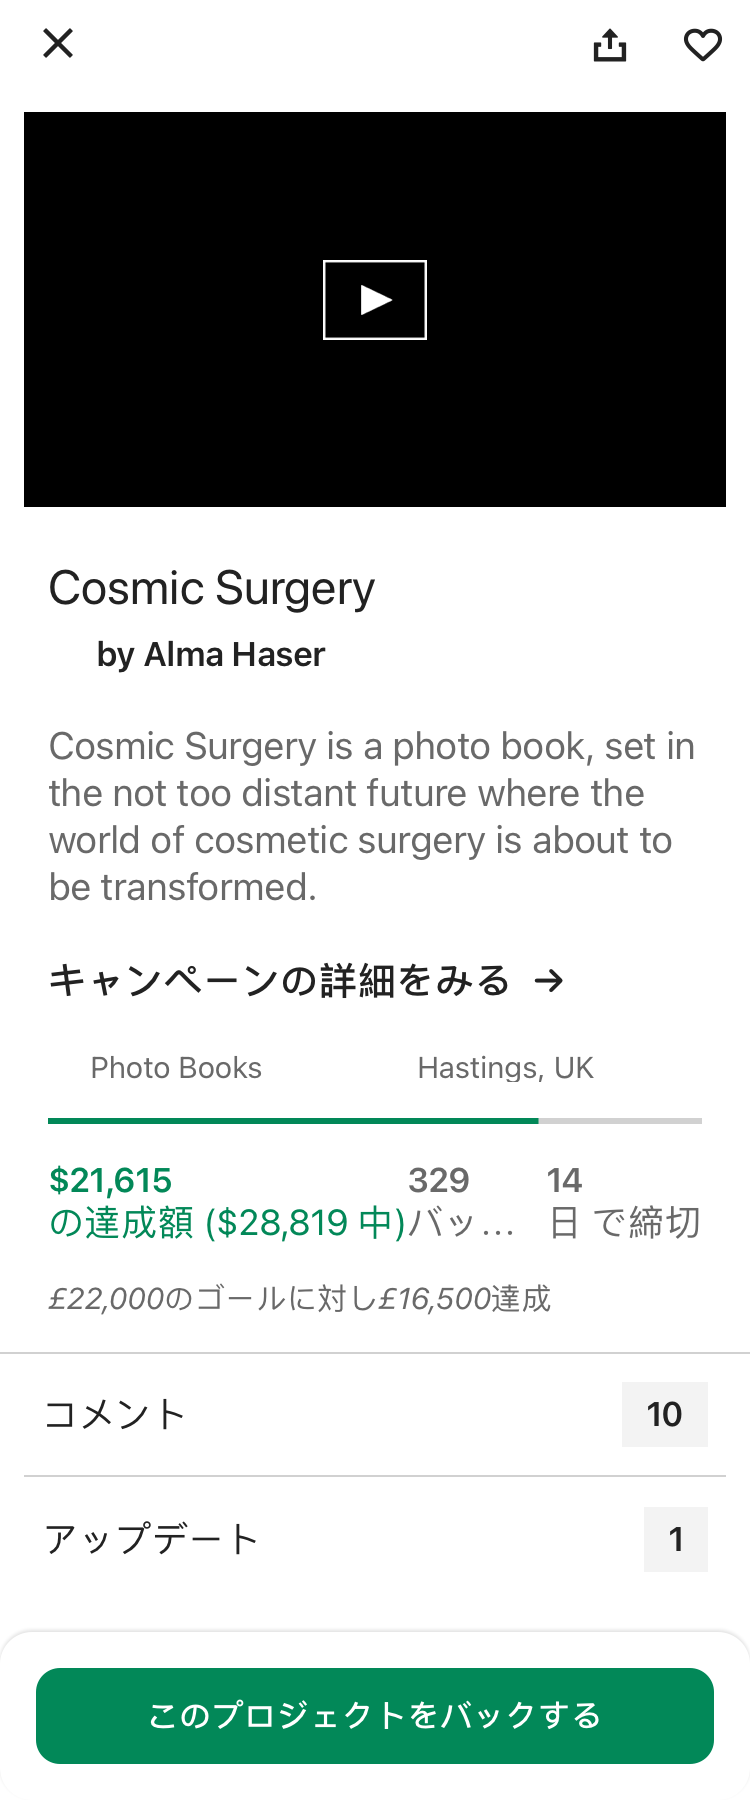 Cosmic Surgery
by Alma Haser
Cosmic Surgery is a photo book, set in
the not too distant future where the
world of cosmetic surgery is about to
be transformed.
キャンペーンの詳細をみる →
Photo Books
Hastings, UK
$21,615
の達成額 ($28,819 中)
329
バッ…
14
日 で締切
£22,000のゴールに対し£16,500達成
コメント
10
アップデート
1
このプロジェクトをバックする